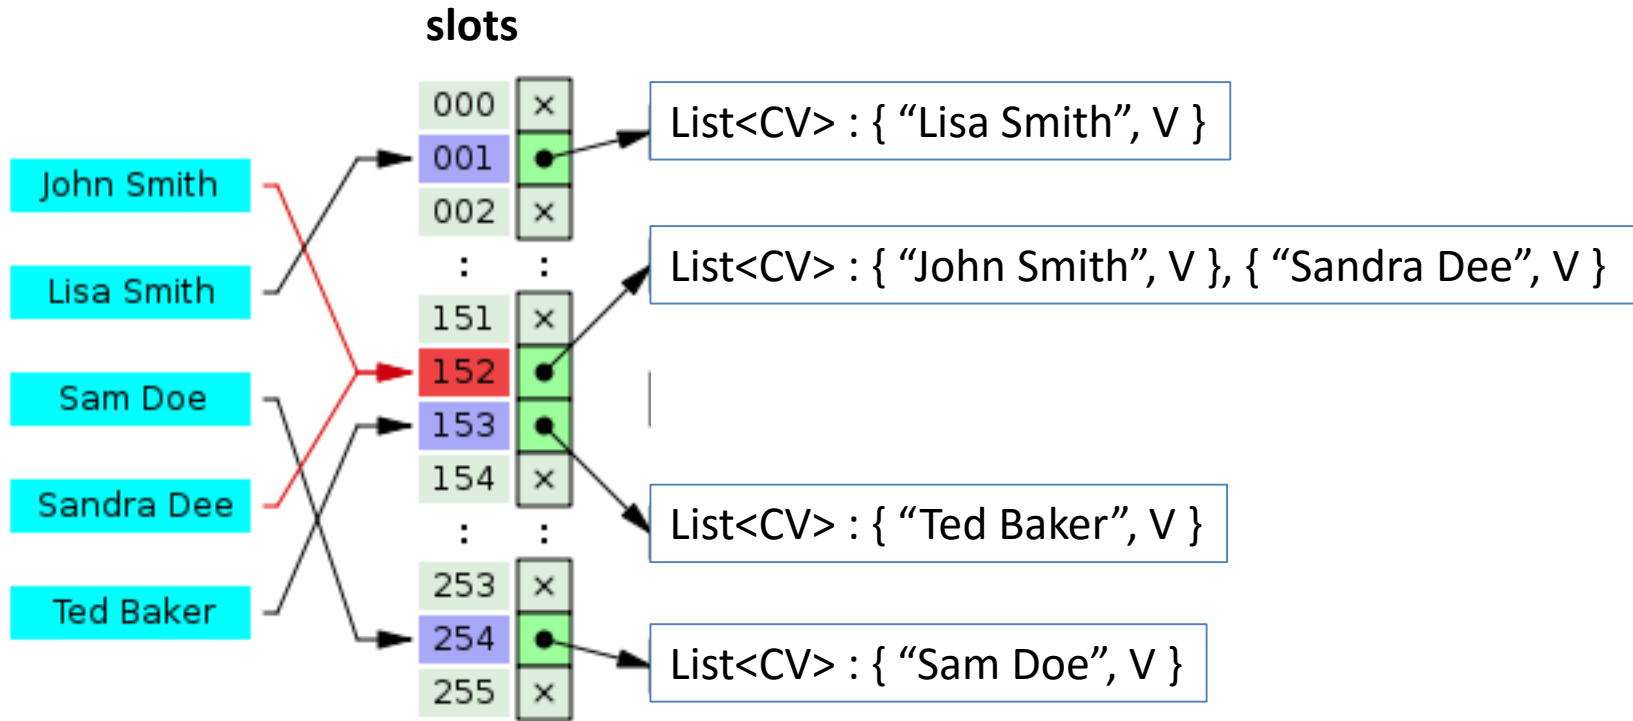 slots
John Smith
Lisa Smith
Sam Doe
Sandra Dee
Ted Baker
000 ×
001
002 ×
: :
151 ×
152
153
154 ×
: :
253 ×
254
255 ×
List<CV> : { “Lisa Smith”, V }
List<CV> : { “John Smith”, V }, { “Sandra Dee”, V }
List<CV> : { “Ted Baker”, V }
List<CV> : { “Sam Doe”, V }